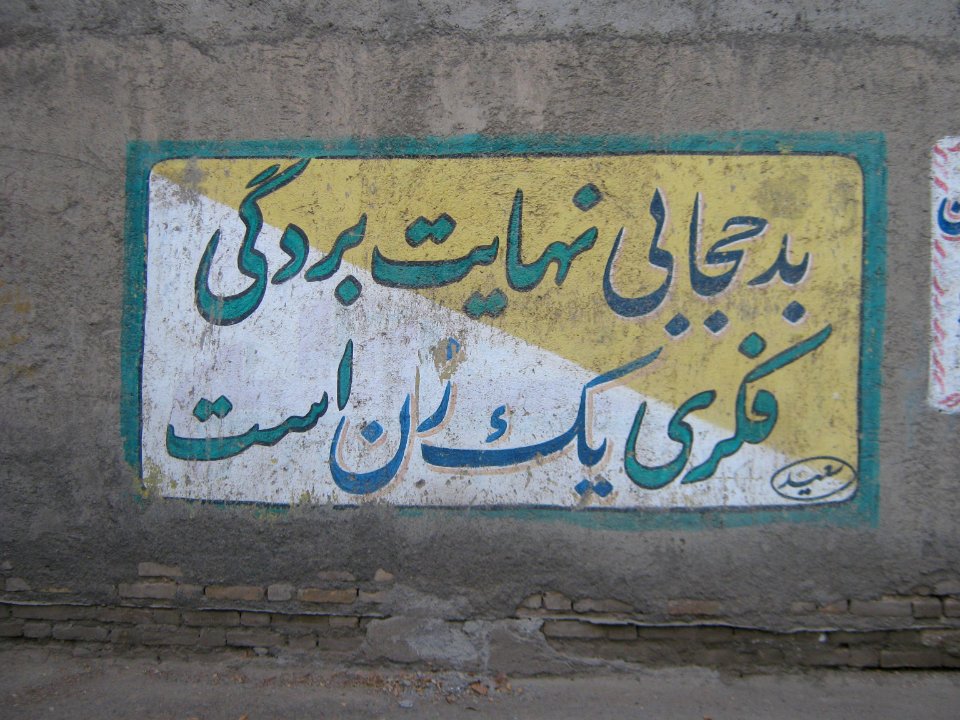 بدحجابی نهایت بردگی
فکری یک زن است
سعید